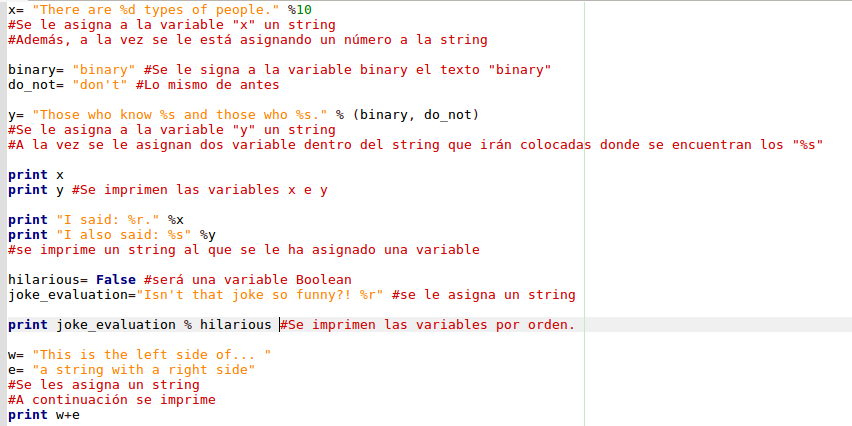 x= "There are %d types of people." %10
#Se le asigna a la variable "x" un string
#Además, a la vez se le está asignando un número a la string
binary= "binary" #Se le signa a la variable binary el texto "binary"
do_not= "don't" #Lo mismo de antes
y= "Those who know %s and those who %s." % (binary, do_not)
#Se le asigna a la variable "y" un string
#A la vez se le asignan dos variable dentro del string que irán colocadas donde se encuentran los "%s"
print x
print y #Se imprimen las variables x e y
print "I said: %r." %x
print "I also said: %s" %y
#se imprime un string al que se le ha asignado una variable
hilarious= False #será una variable Boolean
joke_evaluation="Isn't that joke so funny?! %r" #se le asigna un string
print joke_evaluation % hilarious #Se imprimen las variables por orden.
w= "This is the left side of... "
e= "a string with a right side"
#Se les asigna un string
#A continuación se imprime
print w+e